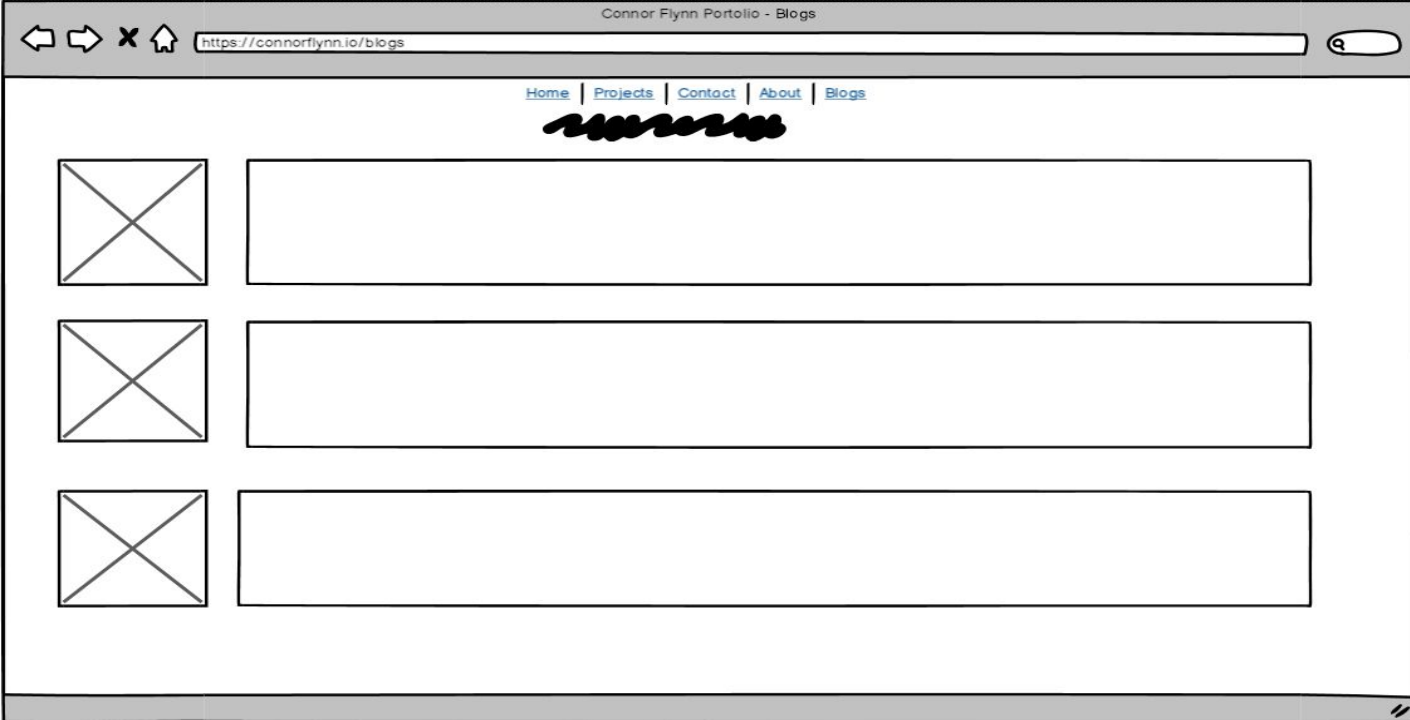 Connor Flynn Portolio - Blogs
https://connorflynn.io/blogs
Home | Projects | Contact | About | Blogs